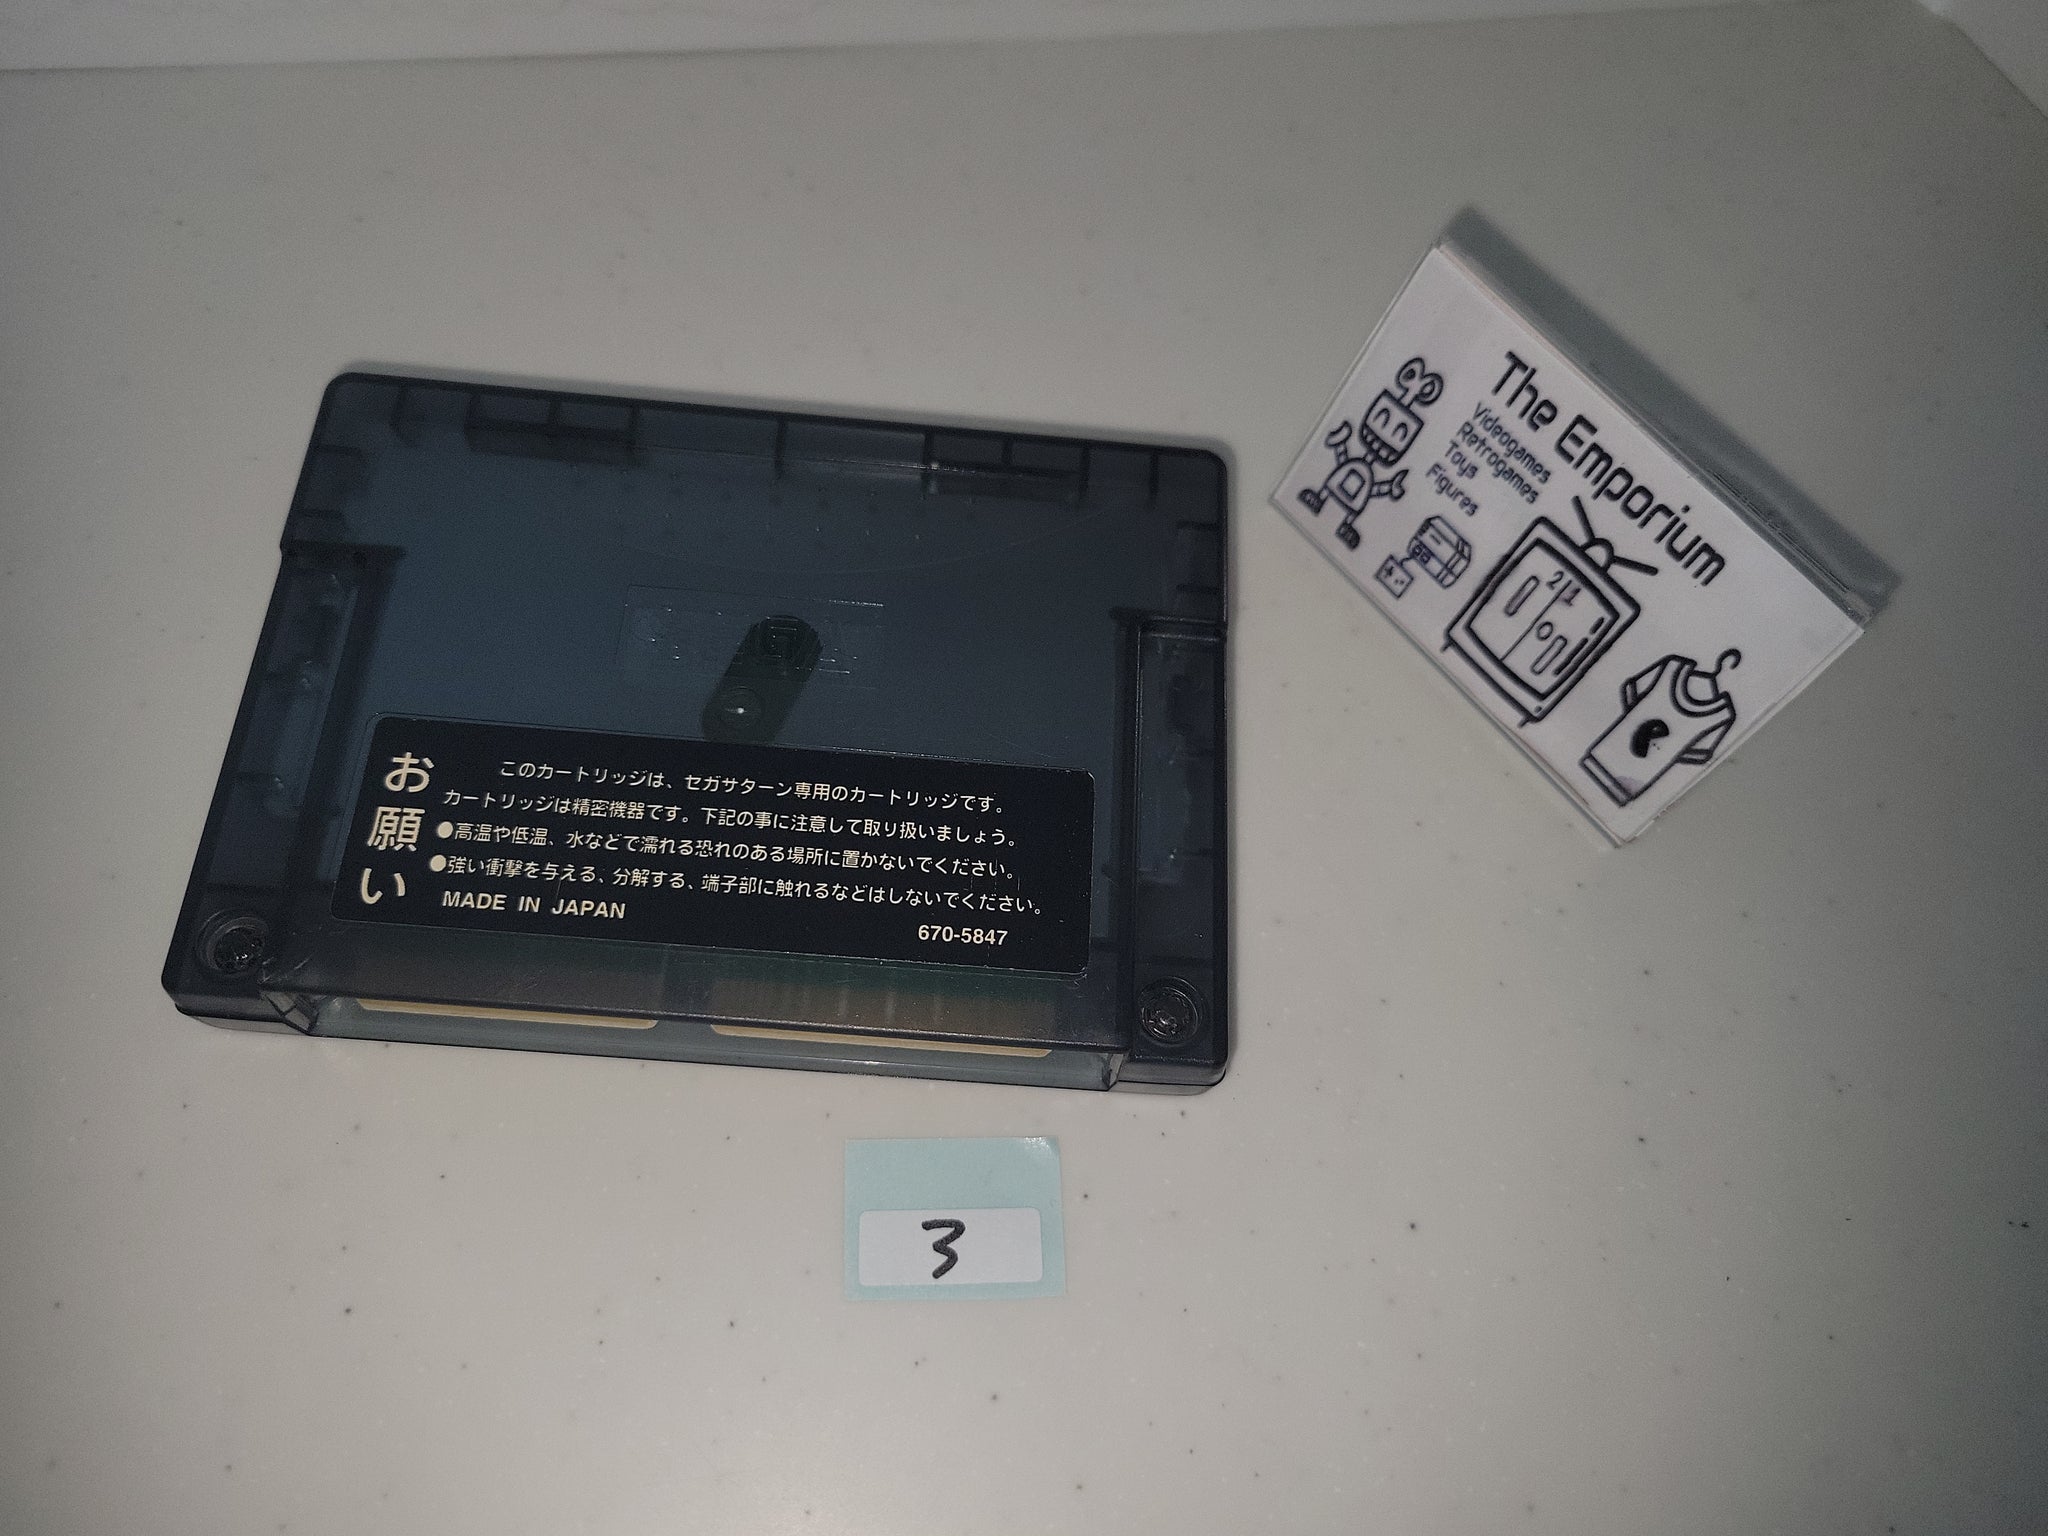 お願い
このカートリッジは、セガサターン専用のカートリッジです。
カートリッジは精密機器です。下記の事に注意して取り扱いましょう。
●高温や低温、水などで濡れる恐れのある場所に置かないでください。
●強い衝撃を与える、分解する、端子部に触れるなどはしないでください。
MADE IN JAPAN
670-5847
The Emporium
Videogames
Retrogames
Toys
Figures
2 1
3